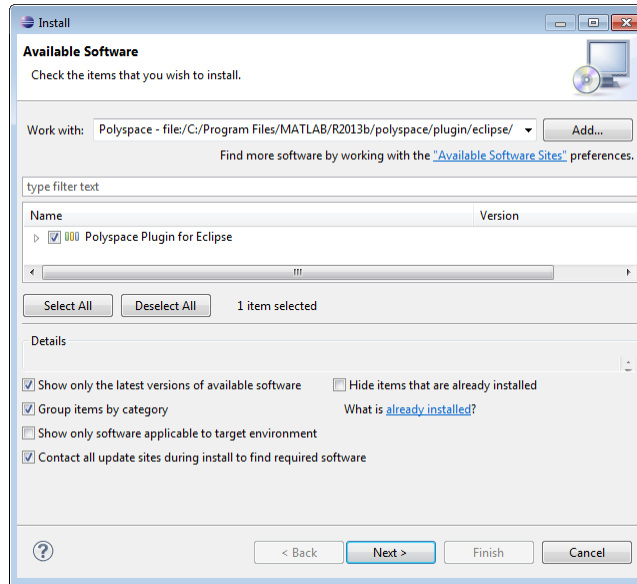 Install
Available Software
Check the items that you wish to install.
Work with: Polyspace - file:/C:/Program Files/MATLAB/R2013b/polyspace/plugin/eclipse/ Add...
Find more software by working with the "Available Software Sites" preferences.
type filter text
Name Version
Polyspace Plugin for Eclipse
Select All Deselect All 1 item selected
Details
Show only the latest versions of available software Hide items that are already installed
Group items by category What is already installed?
Show only software applicable to target environment
Contact all update sites during install to find required software
? < Back Next > Finish Cancel